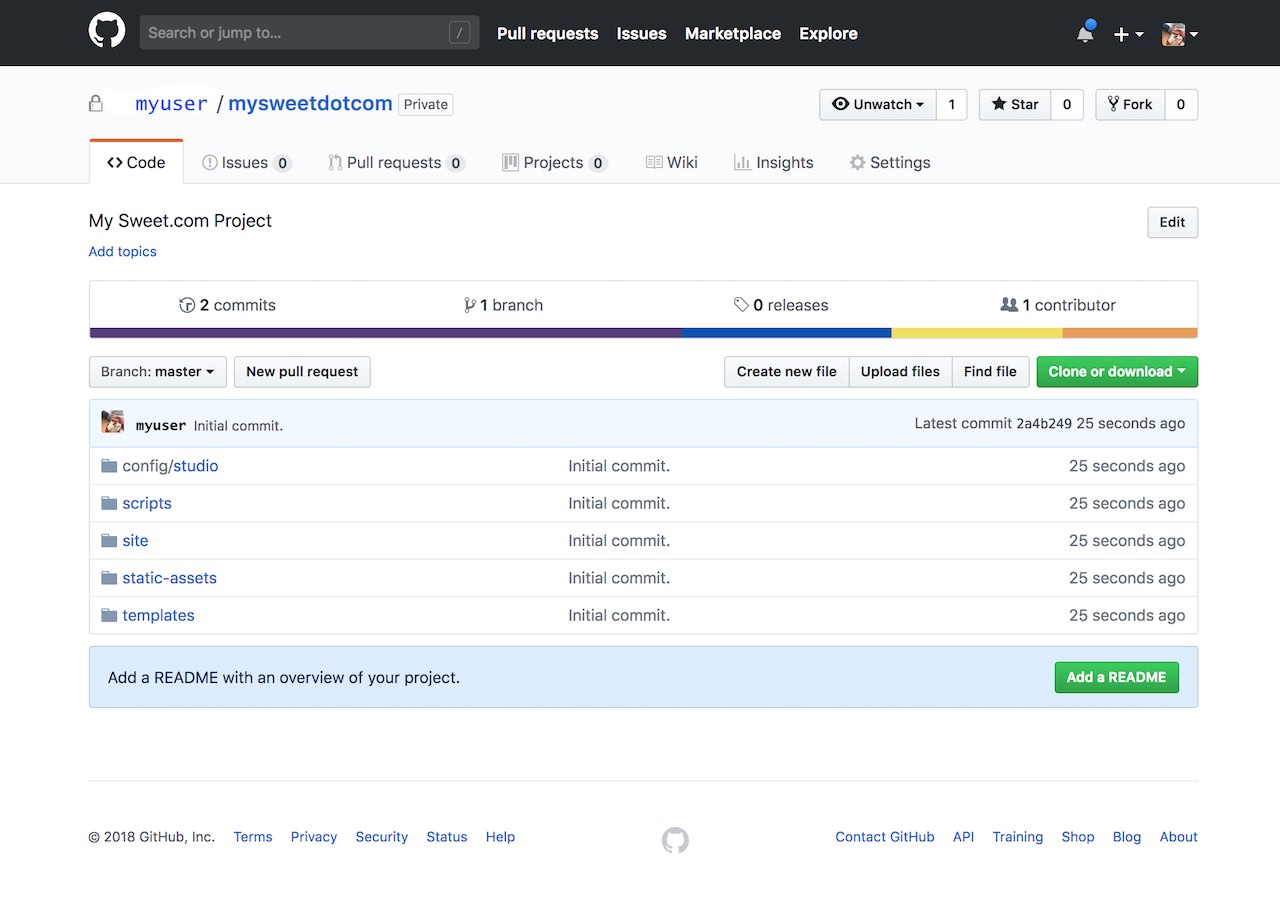 Search or jump to... / Pull requests Issues Marketplace Explore
myuser / mysweetdotcom Private Unwatch 1 Star 0 Fork 0
Code Issues 0 Pull requests 0 Projects 0 Wiki Insights Settings
My Sweet.com Project Edit
Add topics
2 commits 1 branch 0 releases 1 contributor
Branch: master New pull request Create new file Upload files Find file Clone or download
myuser Initial commit. Latest commit 2a4b249 25 seconds ago
config/studio Initial commit. 25 seconds ago
scripts Initial commit. 25 seconds ago
site Initial commit. 25 seconds ago
static-assets Initial commit. 25 seconds ago
templates Initial commit. 25 seconds ago
Add a README with an overview of your project. Add a README
© 2018 GitHub, Inc. Terms Privacy Security Status Help Contact GitHub API Training Shop Blog About